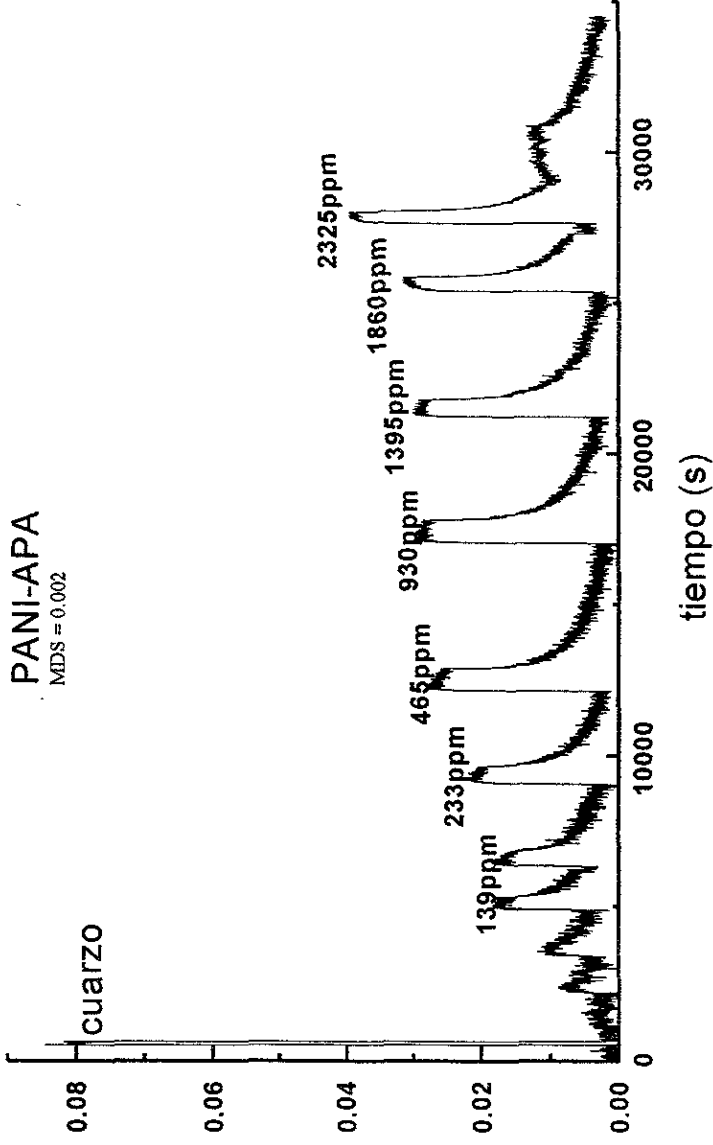 PANI-APA
MDS = 0.002
cuarzo
139ppm
233ppm
465ppm
930ppm
1395ppm
1860ppm
2325ppm
0.08
0.06
0.04
0.02
0.00
0
10000
20000
30000
tiempo (s)